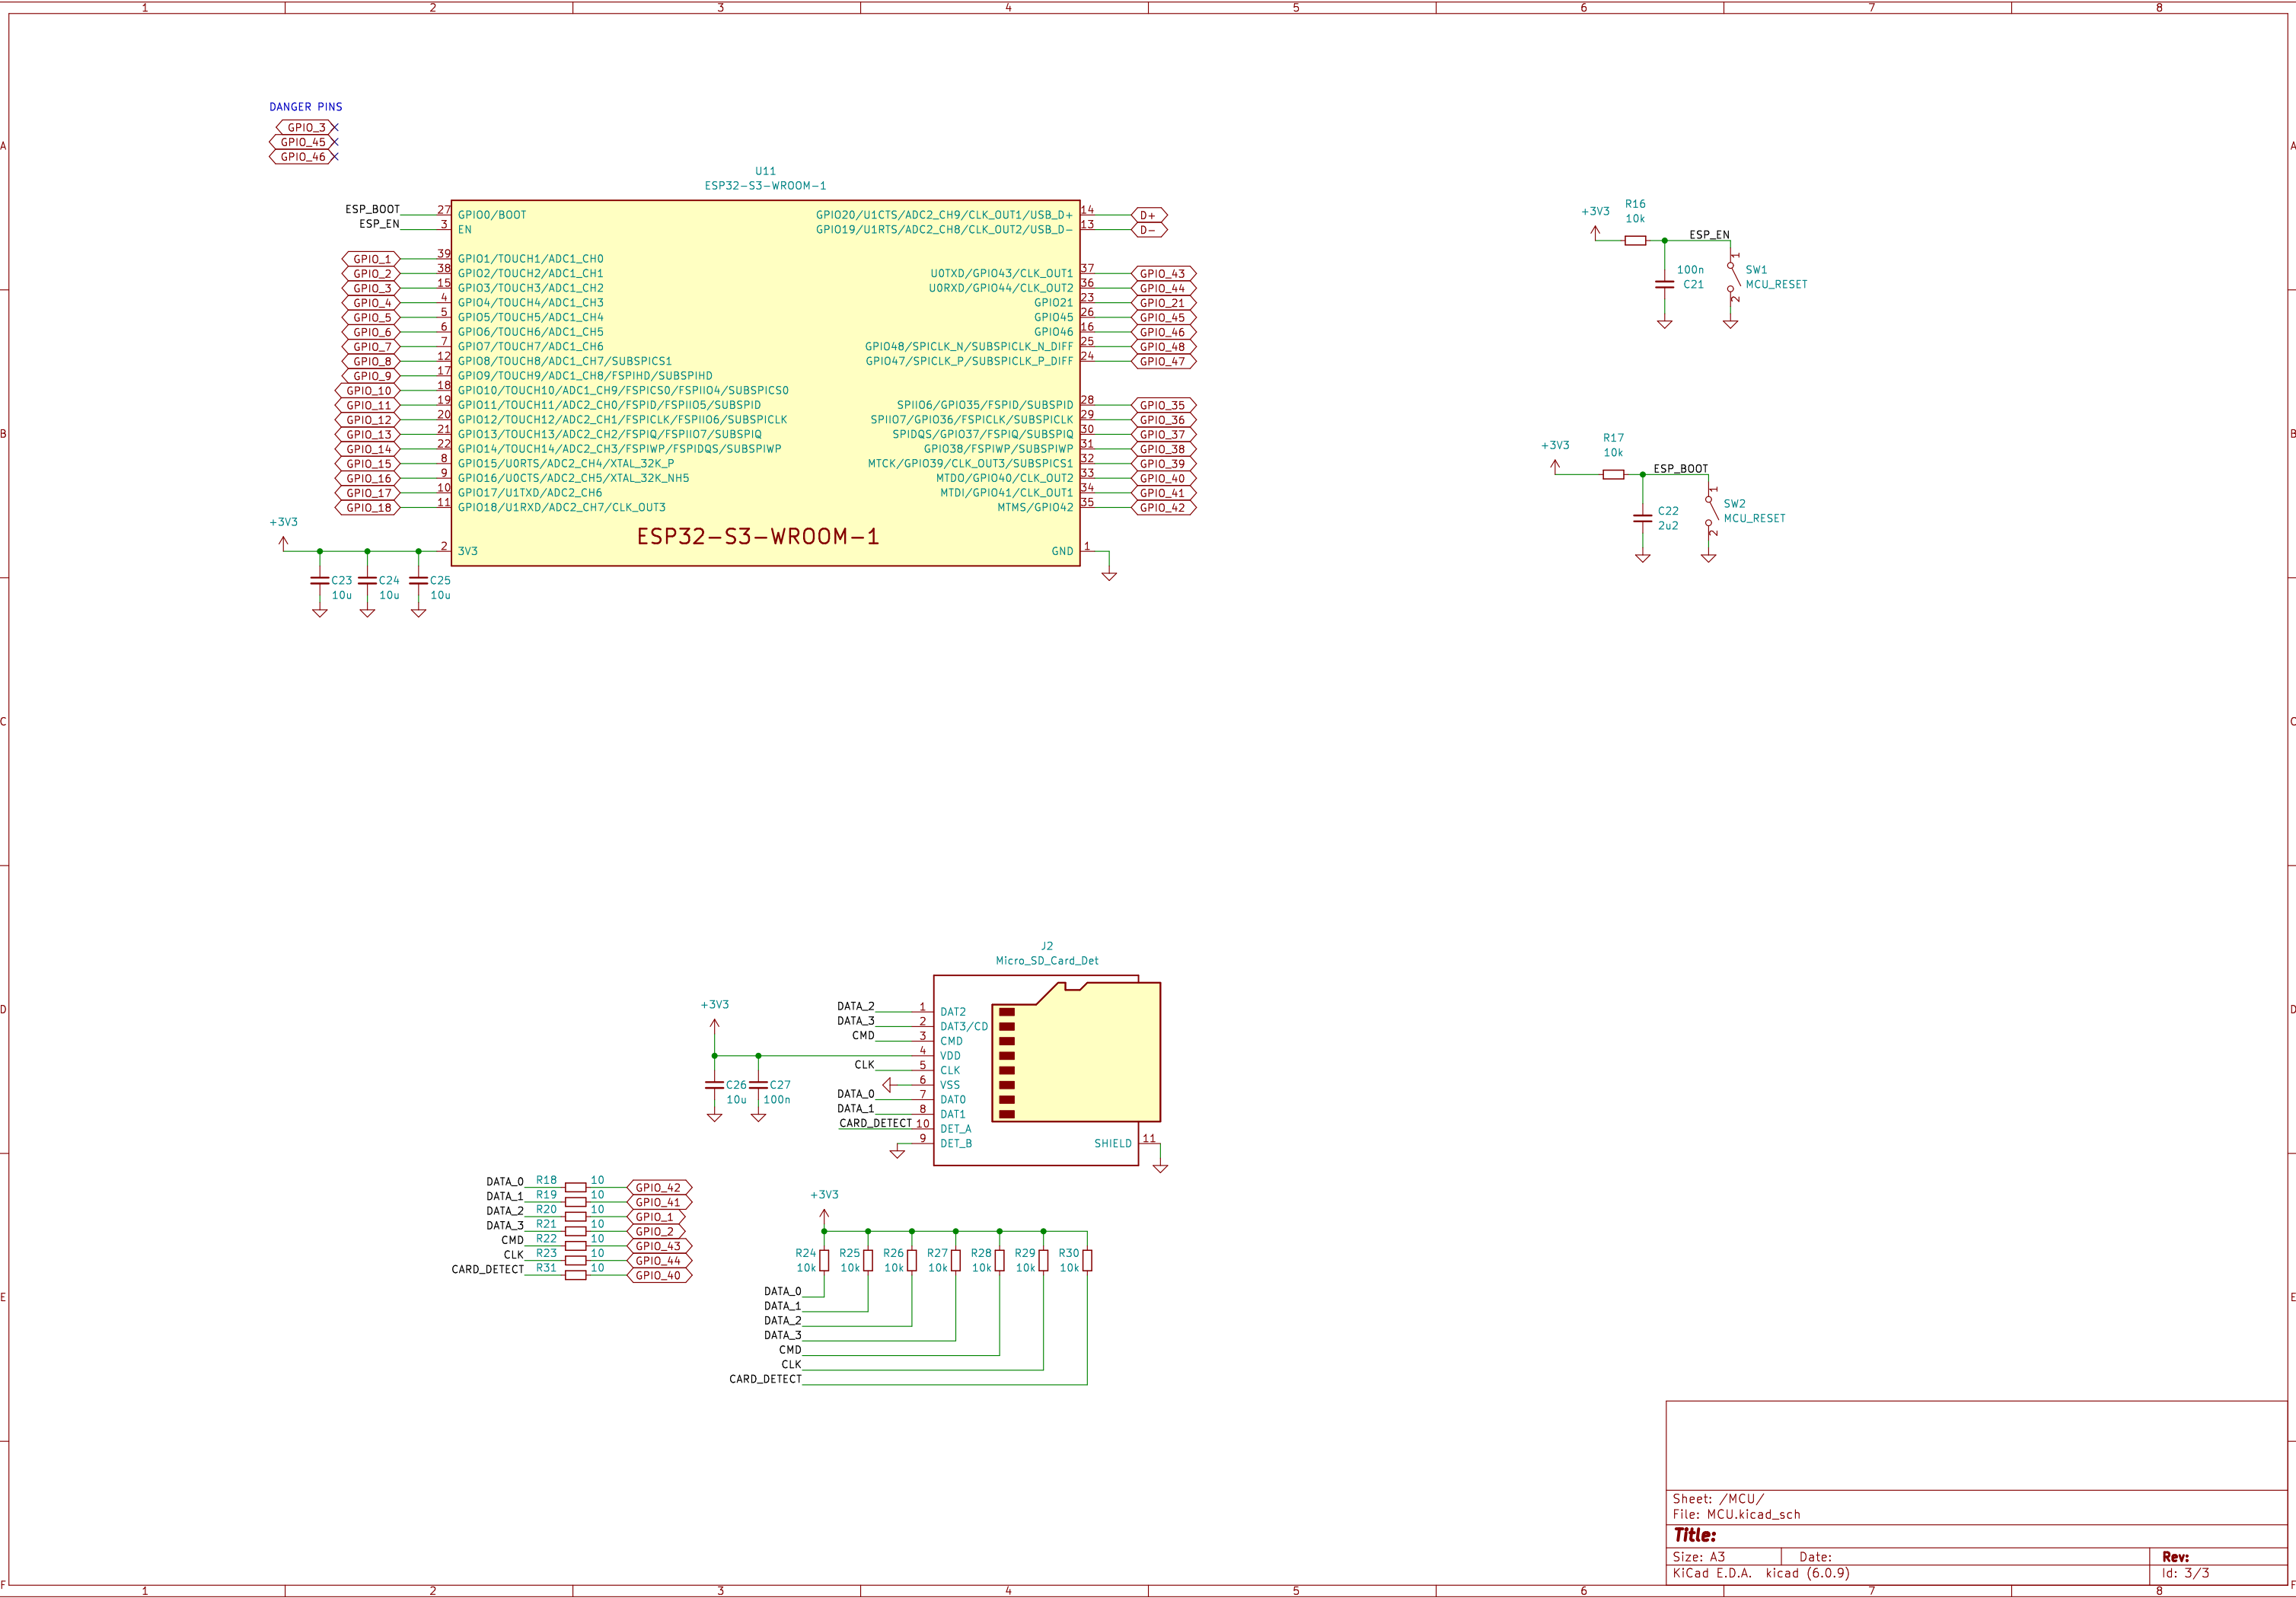 1 2 3 4 5 6 7 8
A A
B B
C C
D D
E E
F F
DANGER PINS
GPIO_3
GPIO_45
GPIO_46
U11
ESP32-S3-WROOM-1
ESP_BOOT 27 GPIO0/BOOT
ESP_EN 3 EN
GPIO_1 39 GPIO1/TOUCH1/ADC1_CH0
GPIO_2 38 GPIO2/TOUCH2/ADC1_CH1
GPIO_3 15 GPIO3/TOUCH3/ADC1_CH2
GPIO_4 4 GPIO4/TOUCH4/ADC1_CH3
GPIO_5 5 GPIO5/TOUCH5/ADC1_CH4
GPIO_6 6 GPIO6/TOUCH6/ADC1_CH5
GPIO_7 7 GPIO7/TOUCH7/ADC1_CH6
GPIO_8 12 GPIO8/TOUCH8/ADC1_CH7/SUBSPICS1
GPIO_9 17 GPIO9/TOUCH9/ADC1_CH8/FSPIHD/SUBSPIHD
GPIO_10 18 GPIO10/TOUCH10/ADC1_CH9/FSPICS0/FSPIIO4/SUBSPICS0
GPIO_11 19 GPIO11/TOUCH11/ADC2_CH0/FSPID/FSPIIO5/SUBSPID
GPIO_12 20 GPIO12/TOUCH12/ADC2_CH1/FSPICLK/FSPIIO6/SUBSPICLK
GPIO_13 21 GPIO13/TOUCH13/ADC2_CH2/FSPIQ/FSPIIO7/SUBSPIQ
GPIO_14 22 GPIO14/TOUCH14/ADC2_CH3/FSPIWP/FSPIDQS/SUBSPIWP
GPIO_15 8 GPIO15/U0RTS/ADC2_CH4/XTAL_32K_P
GPIO_16 9 GPIO16/U0CTS/ADC2_CH5/XTAL_32K_NH5
GPIO_17 10 GPIO17/U1TXD/ADC2_CH6
GPIO_18 11 GPIO18/U1RXD/ADC2_CH7/CLK_OUT3
+3V3
2 3V3
ESP32-S3-WROOM-1
GPIO20/U1CTS/ADC2_CH9/CLK_OUT1/USB_D+ 14 D+
GPIO19/U1RTS/ADC2_CH8/CLK_OUT2/USB_D- 13 D-
U0TXD/GPIO43/CLK_OUT1 37 GPIO_43
U0RXD/GPIO44/CLK_OUT2 36 GPIO_44
GPIO21 23 GPIO_21
GPIO45 26 GPIO_45
GPIO46 16 GPIO_46
GPIO48/SPICLK_N/SUBSPICLK_N_DIFF 25 GPIO_48
GPIO47/SPICLK_P/SUBSPICLK_P_DIFF 24 GPIO_47
SPIIO6/GPIO35/FSPID/SUBSPID 28 GPIO_35
SPIIO7/GPIO36/FSPICLK/SUBSPICLK 29 GPIO_36
SPIDQS/GPIO37/FSPIQ/SUBSPIQ 30 GPIO_37
GPIO38/FSPIWP/SUBSPIWP 31 GPIO_38
MTCK/GPIO39/CLK_OUT3/SUBSPICS1 32 GPIO_39
MTDO/GPIO40/CLK_OUT2 33 GPIO_40
MTDI/GPIO41/CLK_OUT1 34 GPIO_41
MTMS/GPIO42 35 GPIO_42
GND 1
C23 C24 C25
10u 10u 10u
R16
+3V3 10k
ESP_EN
1
100n SW1
C21 MCU_RESET
2
R17
+3V3 10k
ESP_BOOT
1
C22 SW2
2u2 MCU_RESET
2
J2
Micro_SD_Card_Det
+3V3
DATA_2 1 DAT2
DATA_3 2 DAT3/CD
CMD 3 CMD
4 VDD
CLK 5 CLK
6 VSS
DATA_0 7 DAT0
DATA_1 8 DAT1
CARD_DETECT 10 DET_A
9 DET_B
SHIELD 11
C26 C27
10u 100n
DATA_0 R18 10 GPIO_42
DATA_1 R19 10 GPIO_41
DATA_2 R20 10 GPIO_1
DATA_3 R21 10 GPIO_2
CMD R22 10 GPIO_43
CLK R23 10 GPIO_44
CARD_DETECT R31 10 GPIO_40
+3V3
R24 R25 R26 R27 R28 R29 R30
10k 10k 10k 10k 10k 10k 10k
DATA_0
DATA_1
DATA_2
DATA_3
CMD
CLK
CARD_DETECT
Sheet: /MCU/
File: MCU.kicad_sch
Title:
Size: A3 Date: Rev:
KiCad E.D.A. kicad (6.0.9) Id: 3/3
1 2 3 4 5 6 7 8